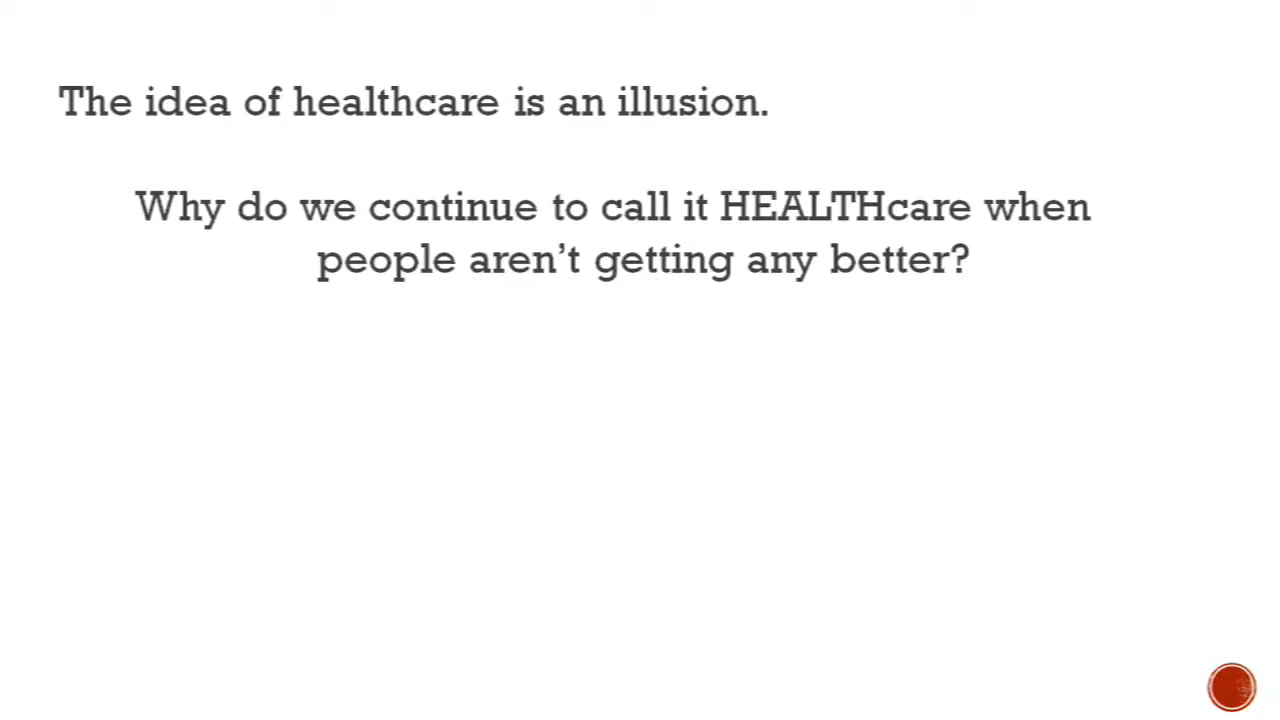 The idea of healthcare is an illusion.
Why do we continue to call it HEALTHcare when
people aren’t getting any better?